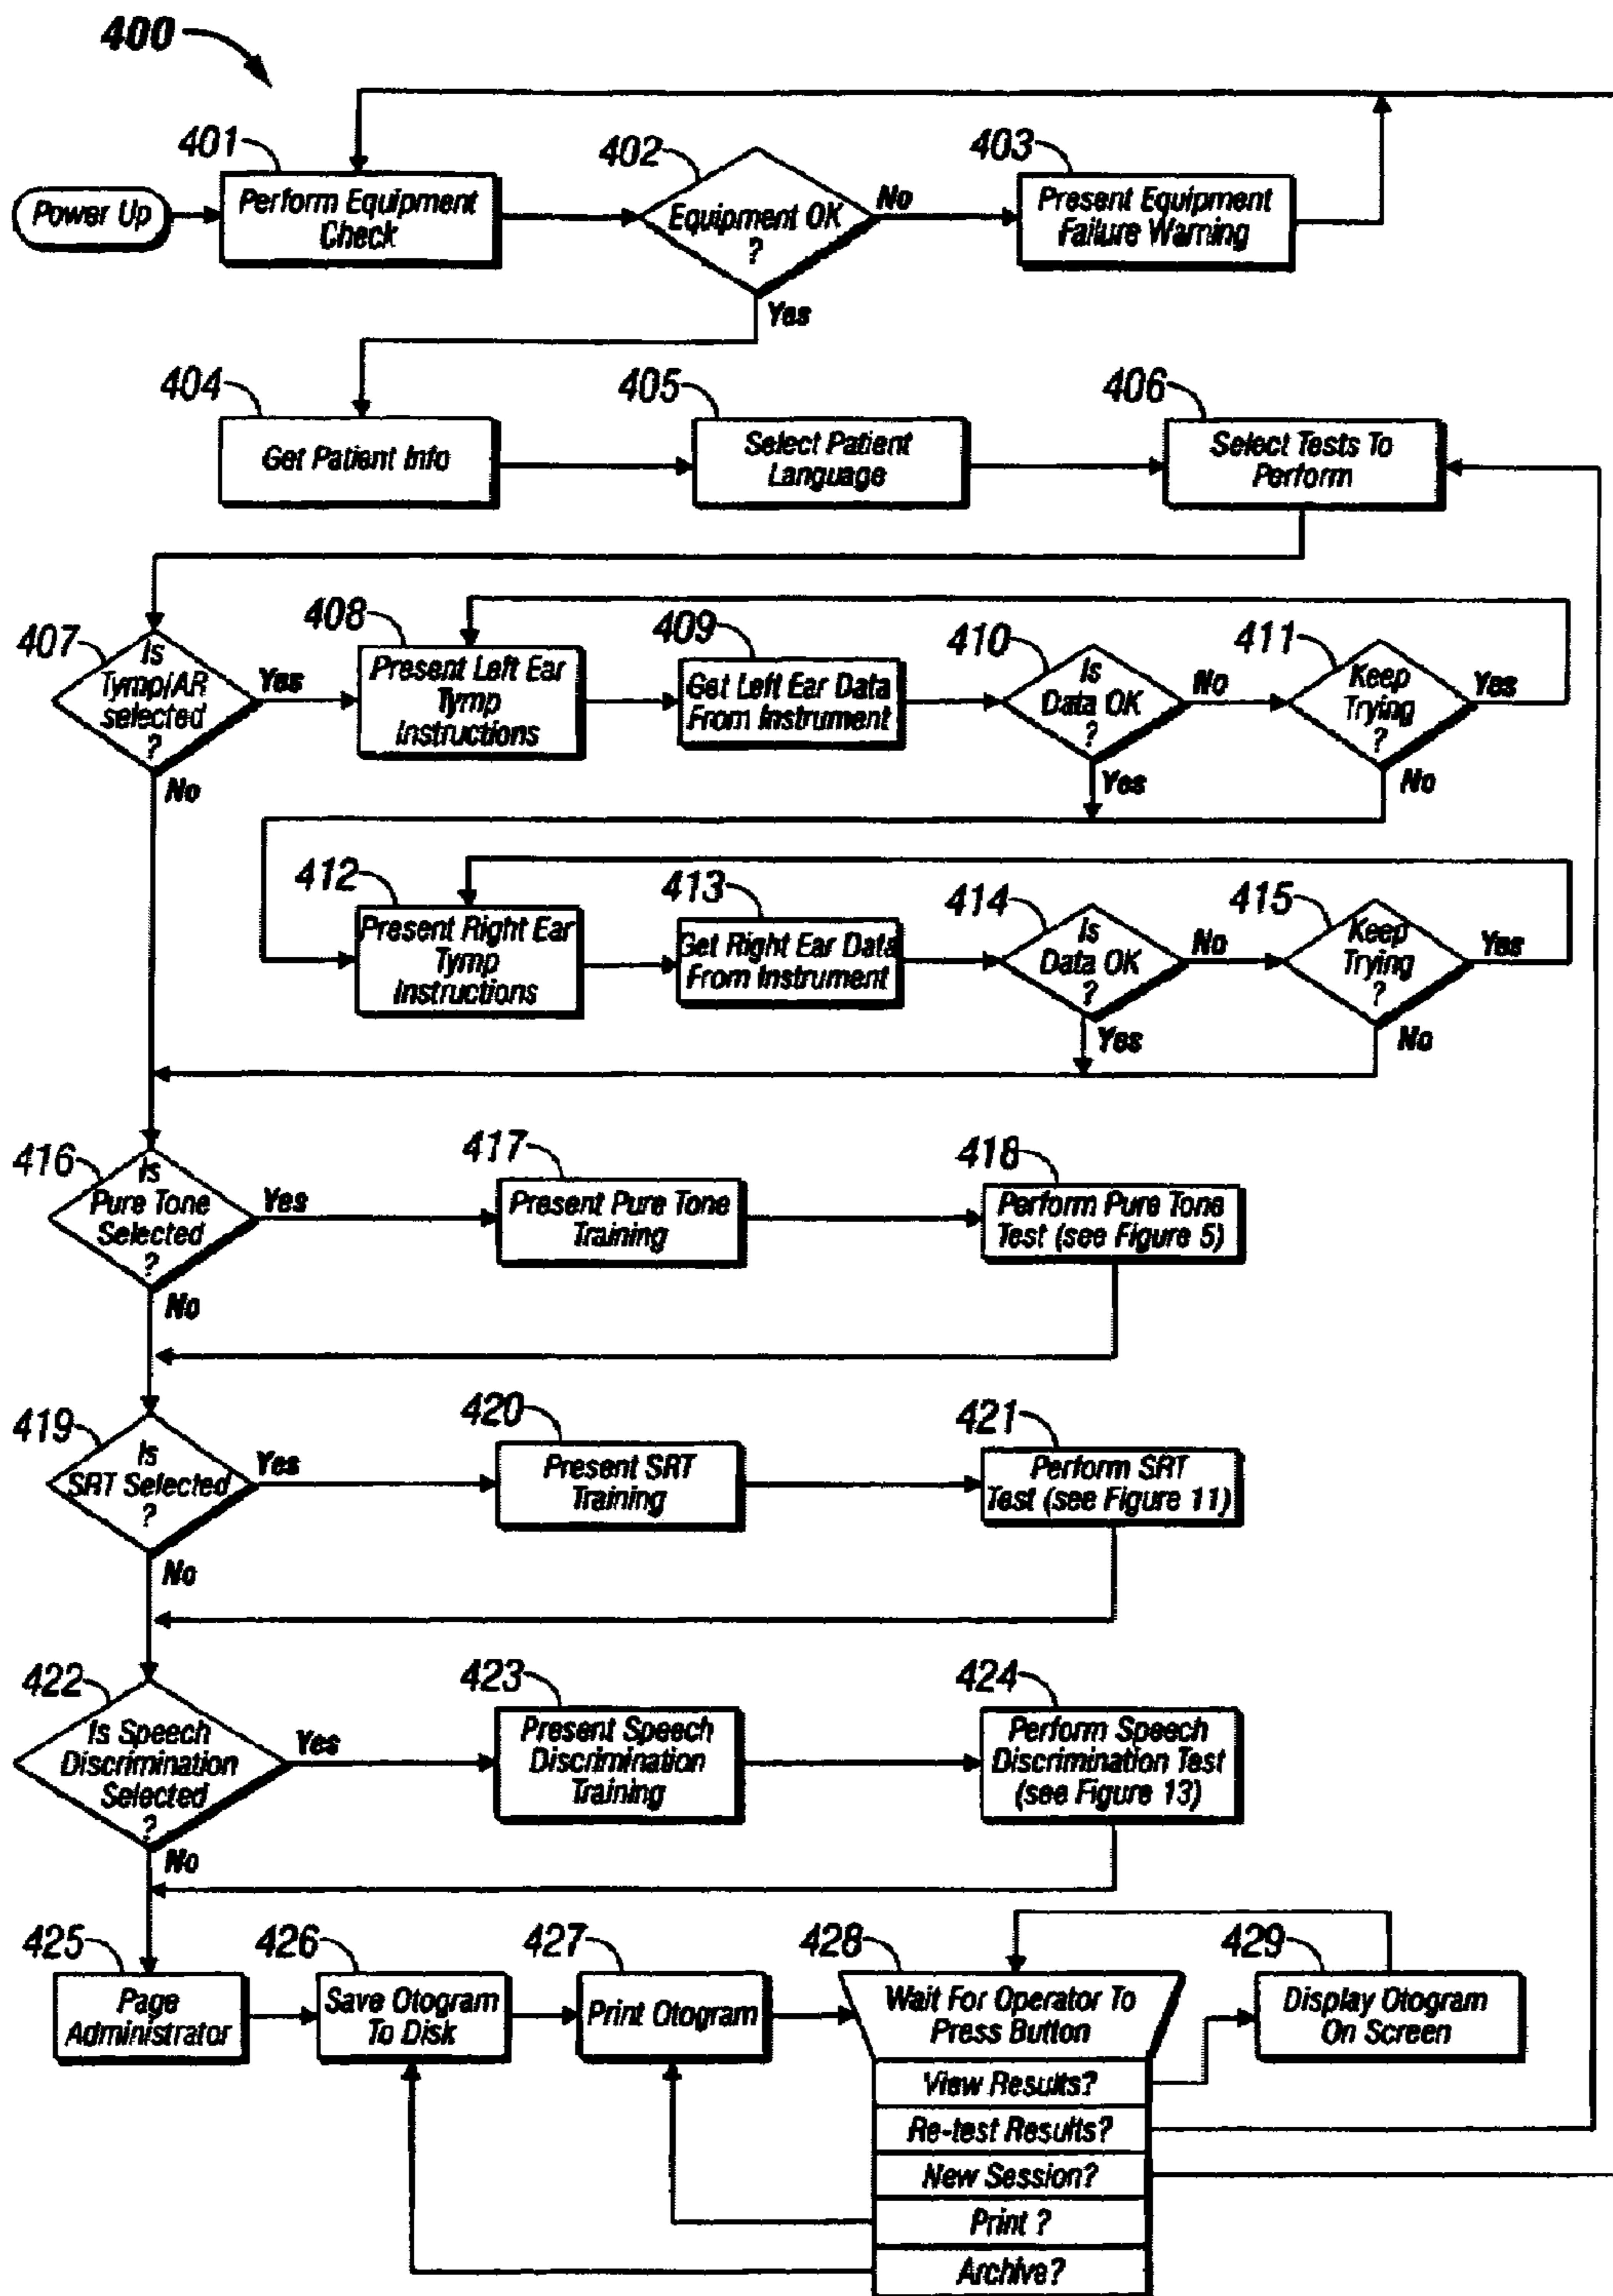 400
401
402
403
Power Up
Perform Equipment
Check
Equipment OK
?
No
Present Equipment
Failure Warning
Yes
404
405
406
Get Patient Info
Select Patient
Language
Select Tests To
Perform
407
408
409
410
411
Is
Tymp/AR
selected
?
Yes
Present Left Ear
Tymp
Instructions
Get Left Ear Data
From Instrument
Is
Data OK
?
No
Keep
Trying
?
Yes
No
Yes
No
412
413
414
415
Present Right Ear
Tymp
Instructions
Get Right Ear Data
From Instrument
Is
Data OK
?
No
Keep
Trying
?
Yes
Yes
No
416
417
418
Is
Pure Tone
Selected
?
Yes
Present Pure Tone
Training
Perform Pure Tone
Test (see Figure 5)
No
419
420
421
Is
SRT Selected
?
Yes
Present SRT
Training
Perform SRT
Test (see Figure 11)
No
422
423
424
Is Speech
Discrimination
Selected
?
Yes
Present Speech
Discrimination
Training
Perform Speech
Discrimination Test
(see Figure 13)
No
425
426
427
428
429
Page
Administrator
Save Otogram
To Disk
Print Otogram
Wait For Operator To
Press Button
Display Otogram
On Screen
View Results?
Re-test Results?
New Session?
Print ?
Archive?